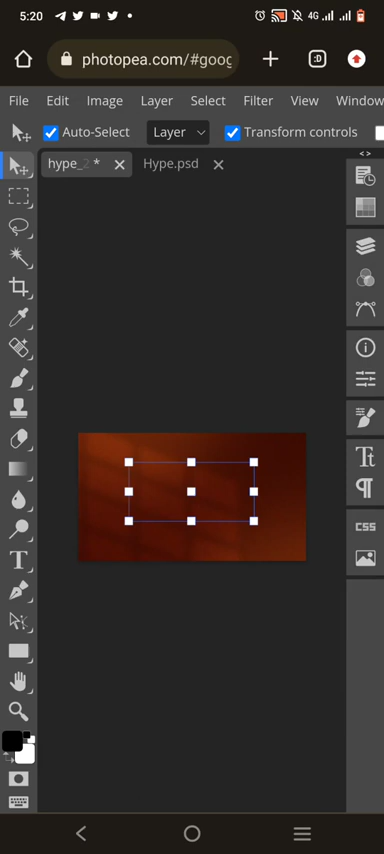 5:20
4G
photopea.com/#goog
:D
File Edit Image Layer Select Filter View Window
Auto-Select Layer Transform controls
hype_2 * Hype.psd
< >
Tt
CSS
T